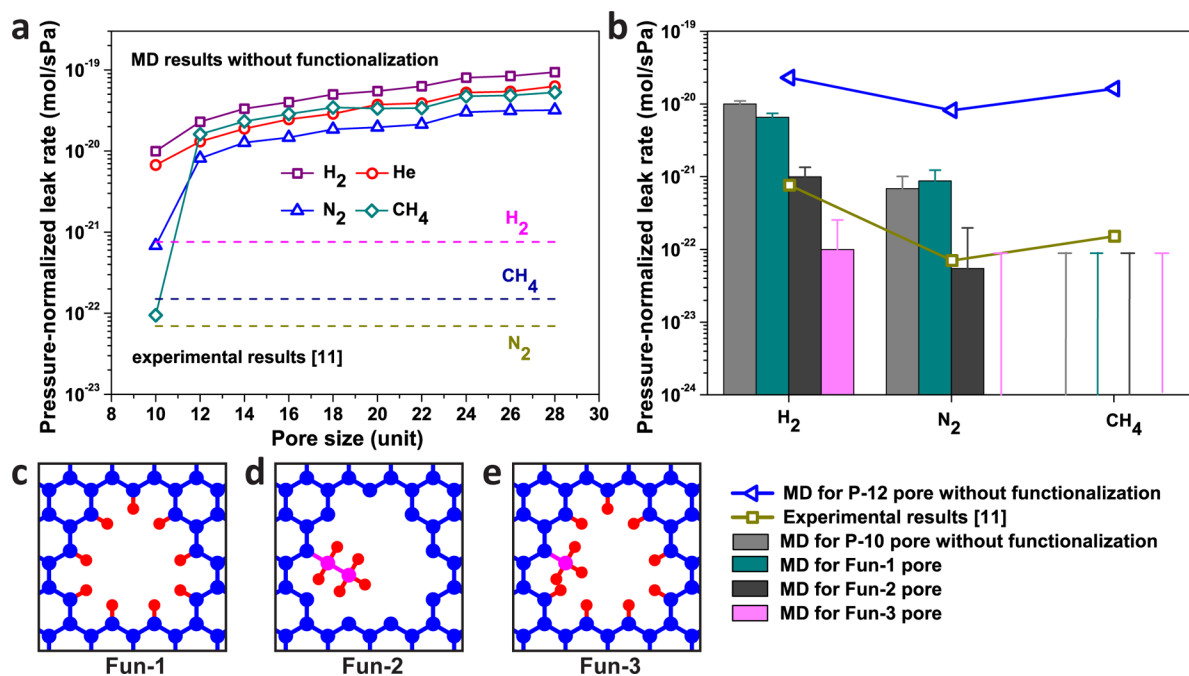 a
Pressure-normalized leak rate (mol/sPa)
10⁻¹⁹
10⁻²⁰
10⁻²¹
10⁻²²
10⁻²³
MD results without functionalization
H₂ He
N₂ CH₄
H₂
CH₄
N₂
experimental results [11]
8 10 12 14 16 18 20 22 24 26 28 30
Pore size (unit)
b
Pressure-normalized leak rate (mol/sPa)
10⁻¹⁹
10⁻²⁰
10⁻²¹
10⁻²²
10⁻²³
10⁻²⁴
H₂ N₂ CH₄
c
Fun-1
d
Fun-2
e
Fun-3
MD for P-12 pore without functionalization
Experimental results [11]
MD for P-10 pore without functionalization
MD for Fun-1 pore
MD for Fun-2 pore
MD for Fun-3 pore